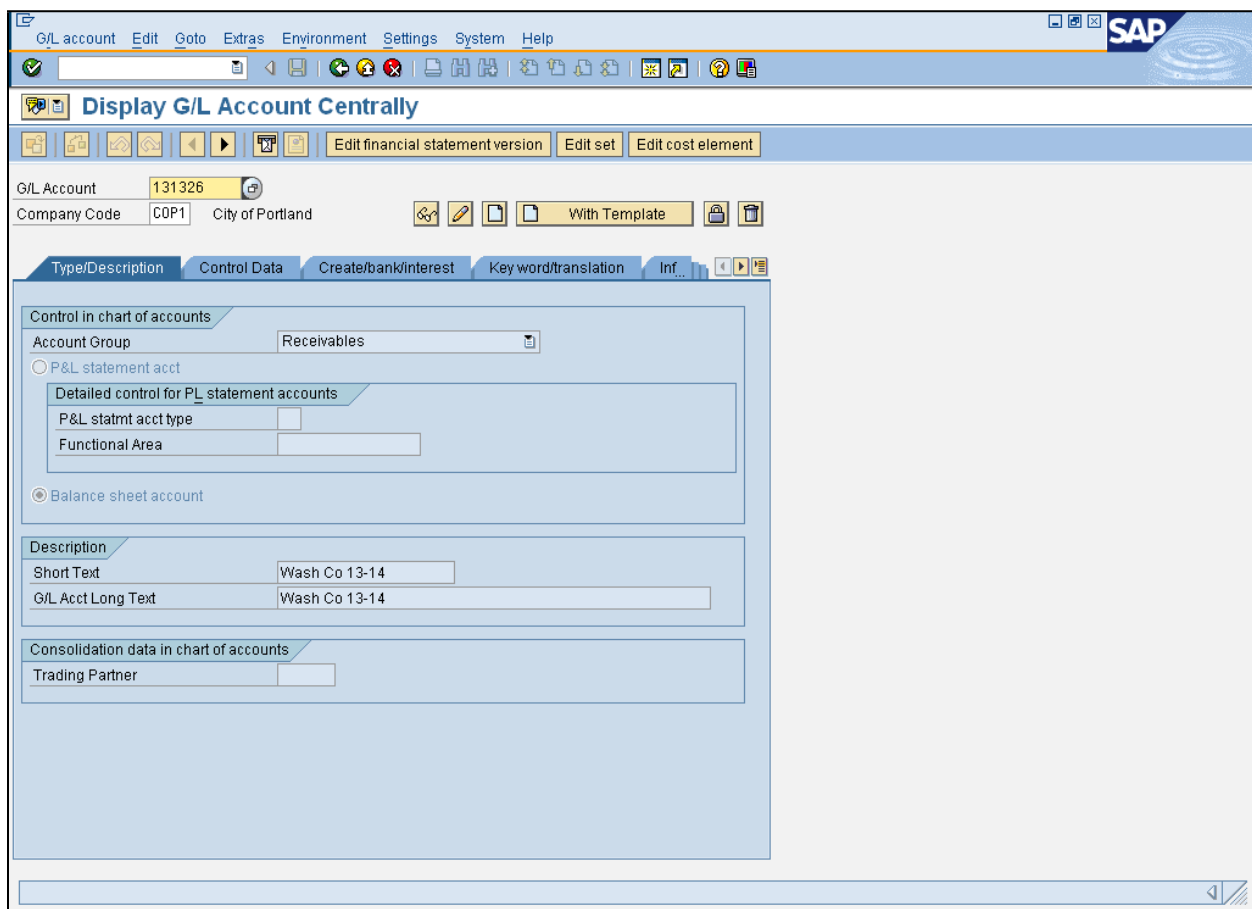 G/L account Edit Goto Extras Environment Settings System Help
SAP
Display G/L Account Centrally
Edit financial statement version Edit set Edit cost element
G/L Account 131326
Company Code COP1 City of Portland With Template
Type/Description Control Data Create/bank/interest Key word/translation Inf...
Control in chart of accounts
Account Group Receivables
P&L statement acct
Detailed control for PL statement accounts
P&L statmt acct type
Functional Area
Balance sheet account
Description
Short Text Wash Co 13-14
G/L Acct Long Text Wash Co 13-14
Consolidation data in chart of accounts
Trading Partner